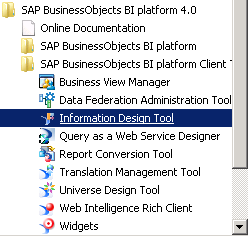 SAP BusinessObjects BI platform 4.0
Online Documentation
SAP BusinessObjects BI platform
SAP BusinessObjects BI platform Client T
Business View Manager
Data Federation Administration Tool
Information Design Tool
Query as a Web Service Designer
Report Conversion Tool
Translation Management Tool
Universe Design Tool
Web Intelligence Rich Client
Widgets